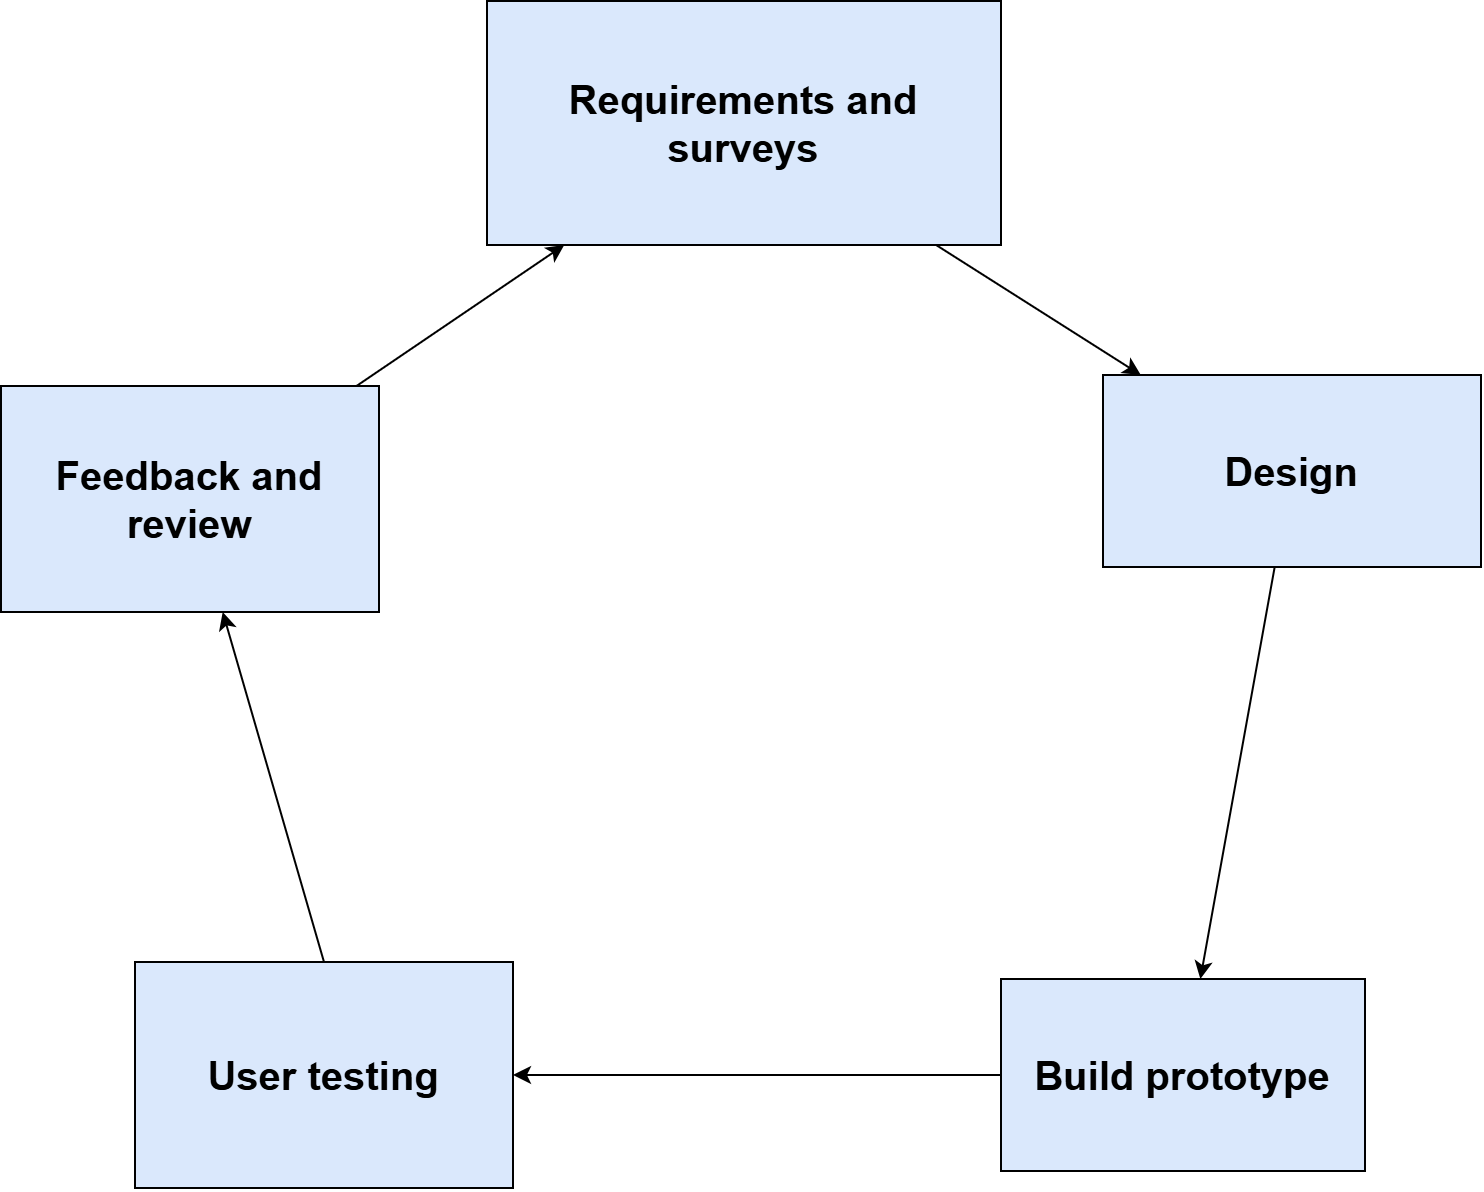 Requirements and
surveys
Feedback and
review
Design
User testing
Build prototype